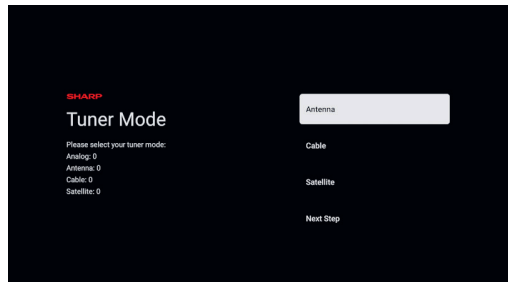 SHARP
Tuner Mode
Please select your tuner mode:
Analog: 0
Antenna: 0
Cable: 0
Satellite: 0
Antenna
Cable
Satellite
Next Step